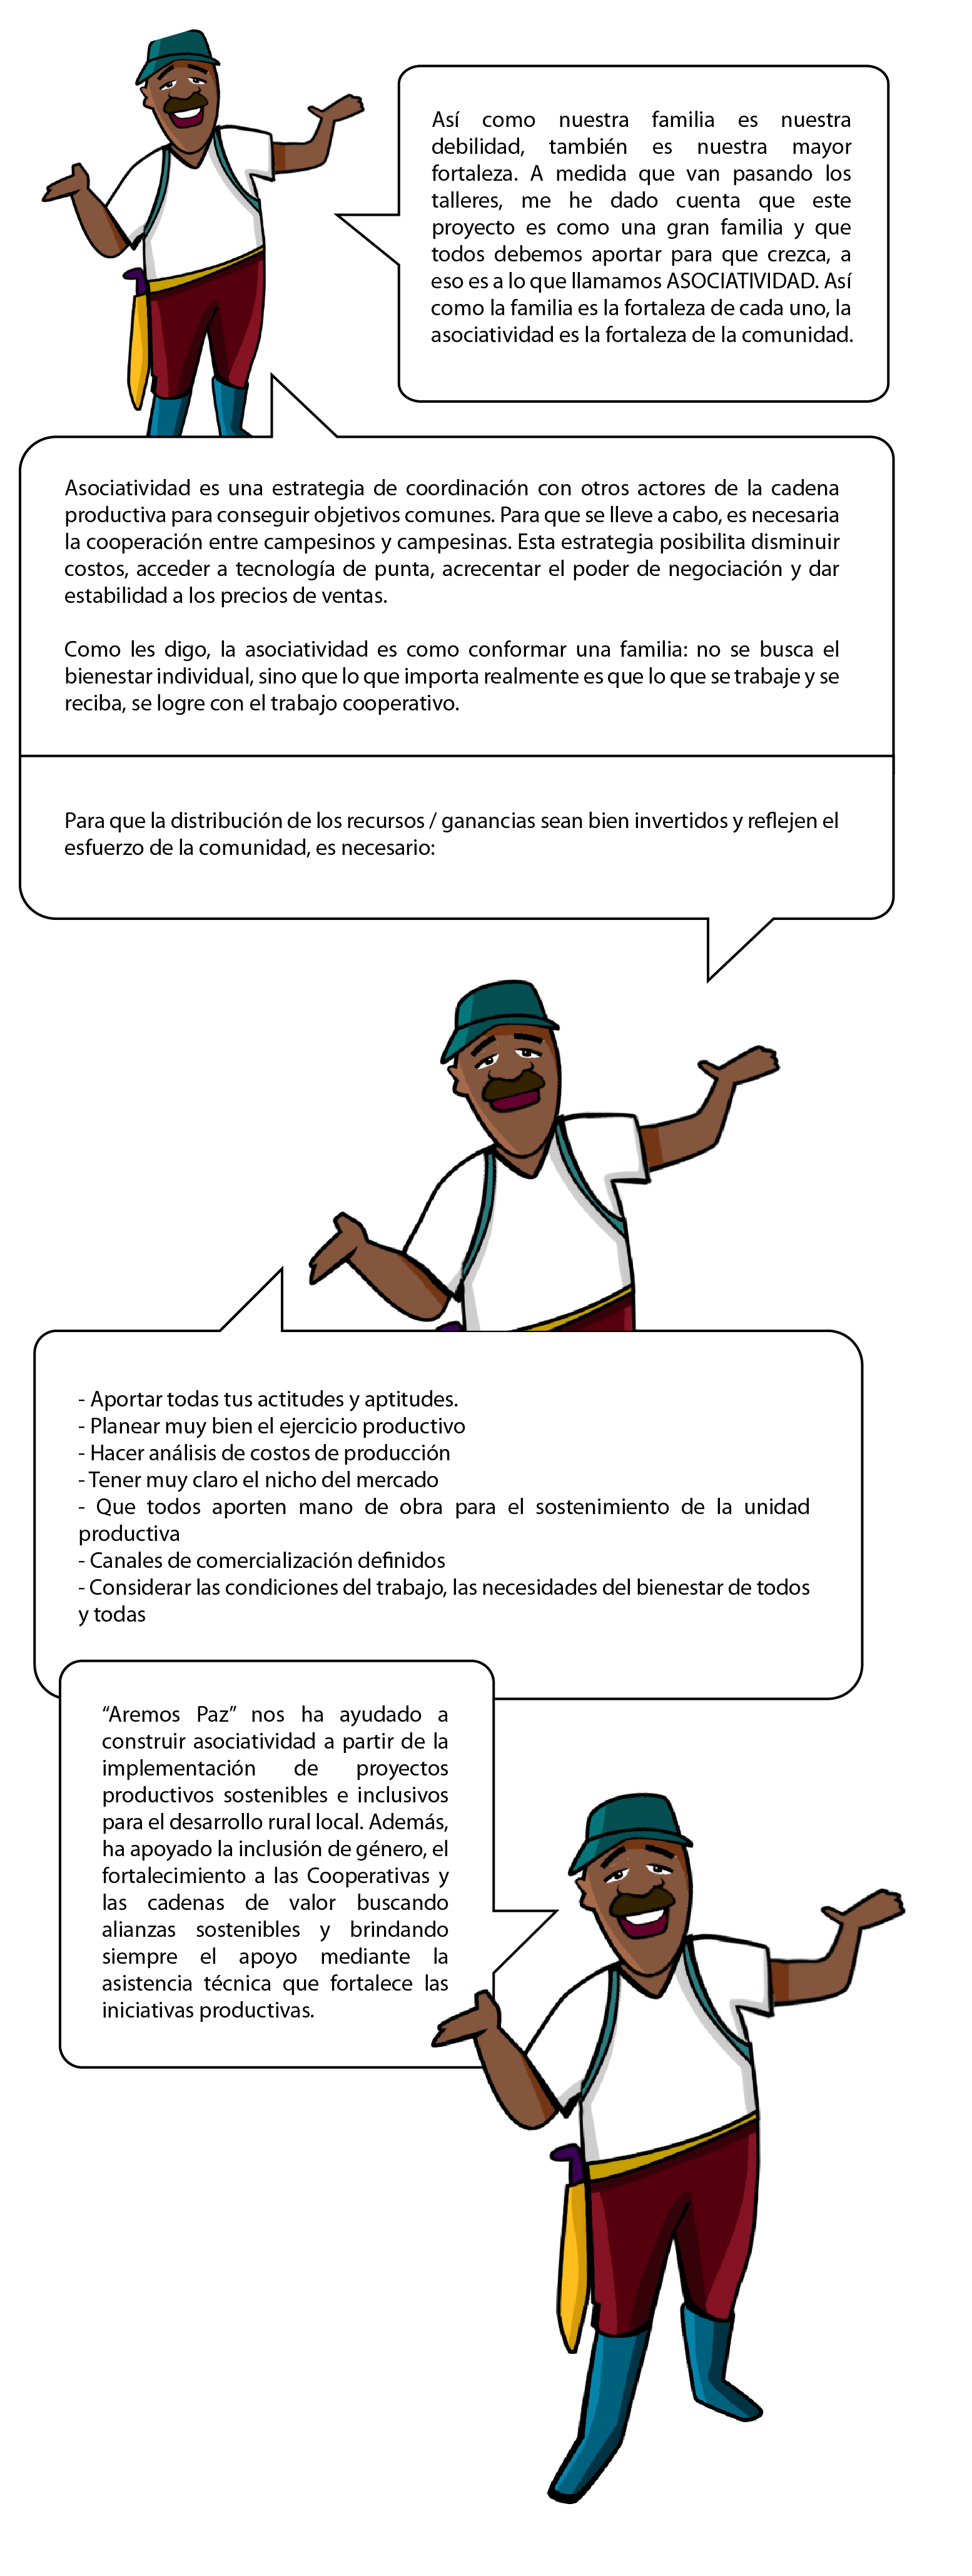 Así como nuestra familia es nuestra
debilidad, también es nuestra mayor
fortaleza. A medida que van pasando los
talleres, me he dado cuenta que este
proyecto es como una gran familia y que
todos debemos aportar para que crezca, a
eso es a lo que llamamos ASOCIATIVIDAD. Así
como la familia es la fortaleza de cada uno, la
asociatividad es la fortaleza de la comunidad.
Asociatividad es una estrategia de coordinación con otros actores de la cadena
productiva para conseguir objetivos comunes. Para que se lleve a cabo, es necesaria
la cooperación entre campesinos y campesinas. Esta estrategia posibilita disminuir
costos, acceder a tecnología de punta, acrecentar el poder de negociación y dar
estabilidad a los precios de ventas.
Como les digo, la asociatividad es como conformar una familia: no se busca el
bienestar individual, sino que lo que importa realmente es que lo que se trabaje y se
reciba, se logre con el trabajo cooperativo.
Para que la distribución de los recursos / ganancias sean bien invertidos y reflejen el
esfuerzo de la comunidad, es necesario:
- Aportar todas tus actitudes y aptitudes.
- Planear muy bien el ejercicio productivo
- Hacer análisis de costos de producción
- Tener muy claro el nicho del mercado
- Que todos aporten mano de obra para el sostenimiento de la unidad
productiva
- Canales de comercialización definidos
- Considerar las condiciones del trabajo, las necesidades del bienestar de todos
y todas
“Aremos Paz” nos ha ayudado a
construir asociatividad a partir de la
implementación de proyectos
productivos sostenibles e inclusivos
para el desarrollo rural local. Además,
ha apoyado la inclusión de género, el
fortalecimiento a las Cooperativas y
las cadenas de valor buscando
alianzas sostenibles y brindando
siempre el apoyo mediante la
asistencia técnica que fortalece las
iniciativas productivas.